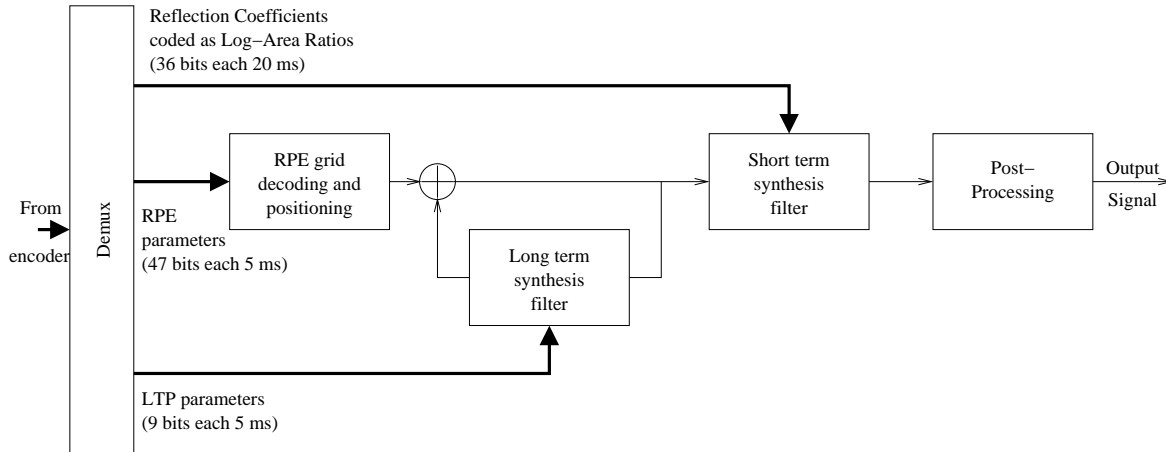 Reflection Coefficients
coded as Log−Area Ratios
(36 bits each 20 ms)
From
encoder
Demux
RPE grid
decoding and
positioning
RPE
parameters
(47 bits each 5 ms)
Long term
synthesis
filter
Short term
synthesis
filter
Post−
Processing
Output
Signal
LTP parameters
(9 bits each 5 ms)